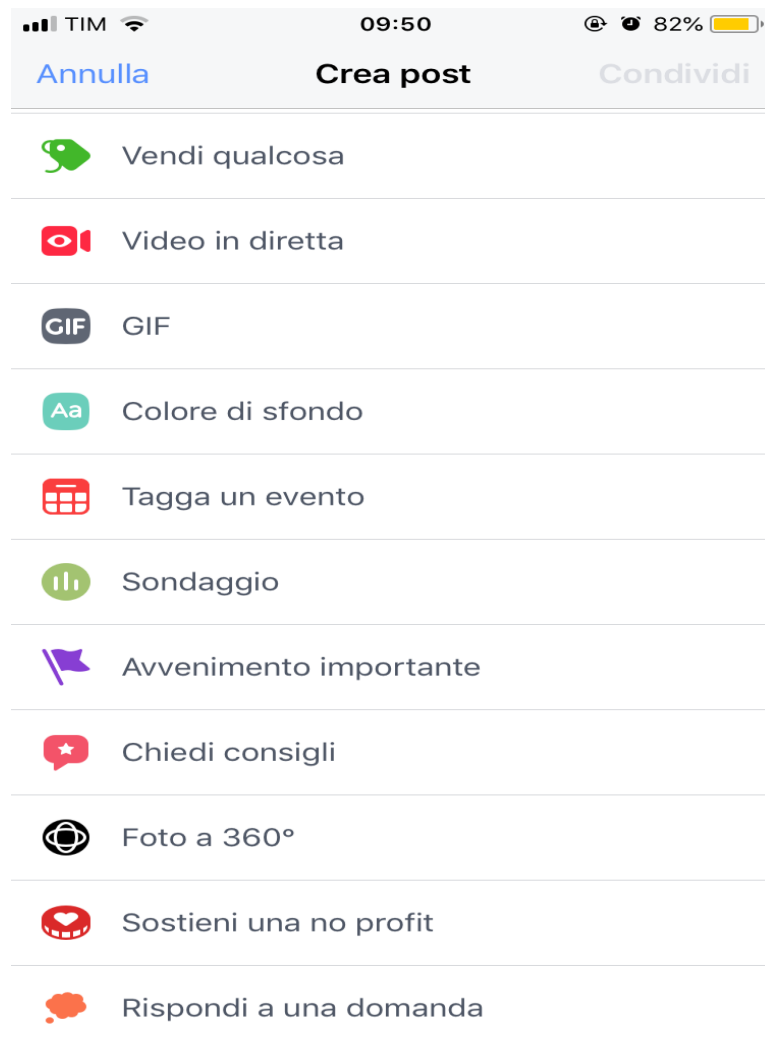 TIM 09:50 82%
Annulla Crea post Condividi
Vendi qualcosa
Video in diretta
GIF GIF
Aa Colore di sfondo
Tagga un evento
Sondaggio
Avvenimento importante
Chiedi consigli
Foto a 360°
Sostieni una no profit
Rispondi a una domanda